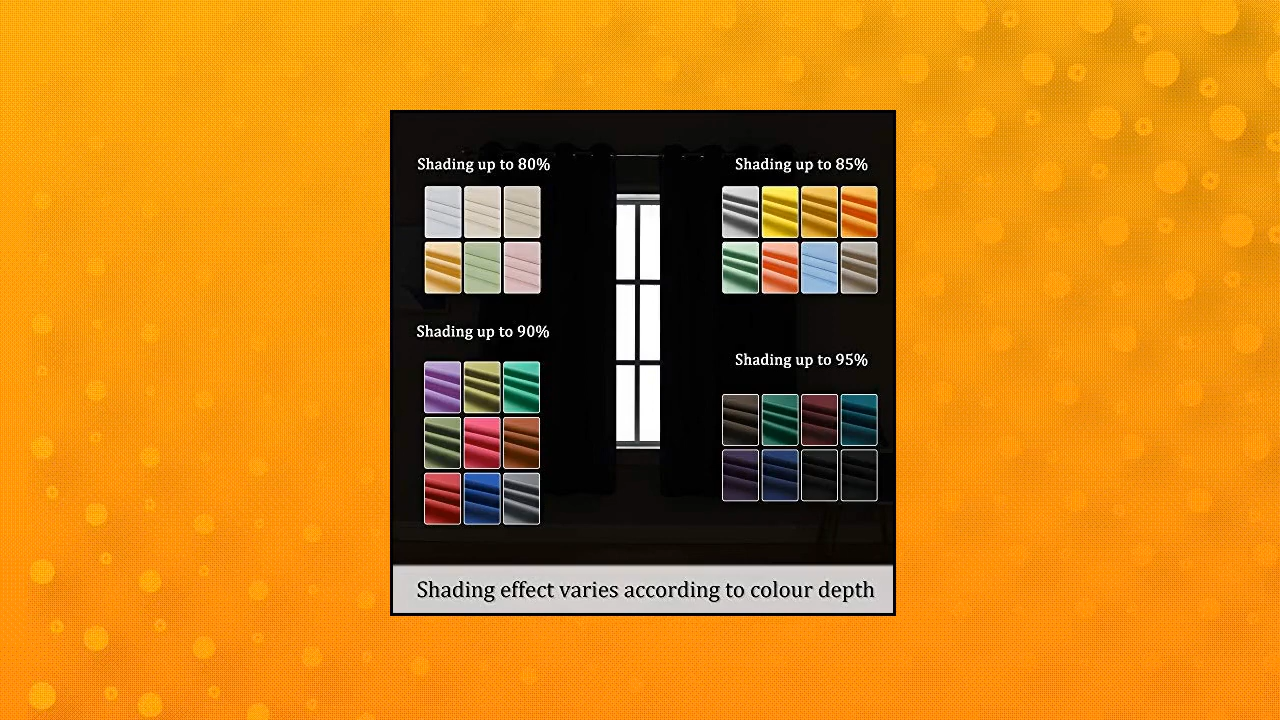 Shading up to 80%
Shading up to 85%
Shading up to 90%
Shading up to 95%
Shading effect varies according to colour depth